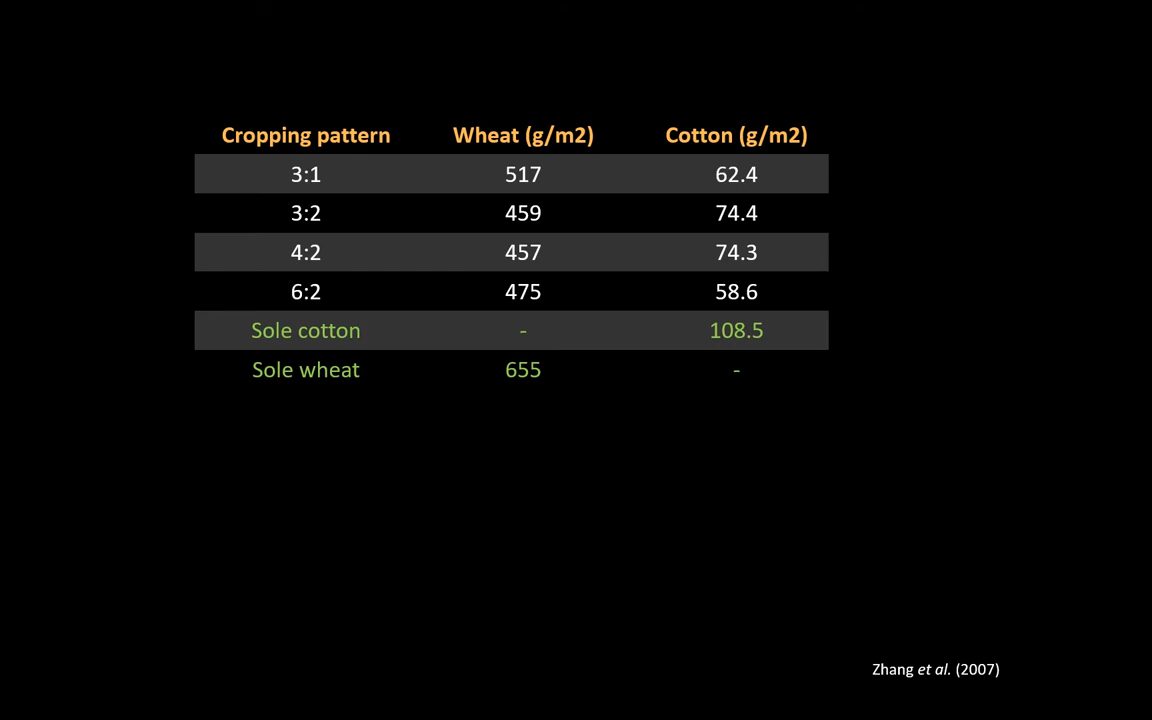 Cropping pattern Wheat (g/m2) Cotton (g/m2)
3:1 517 62.4
3:2 459 74.4
4:2 457 74.3
6:2 475 58.6
Sole cotton - 108.5
Sole wheat 655 -
Zhang et al. (2007)